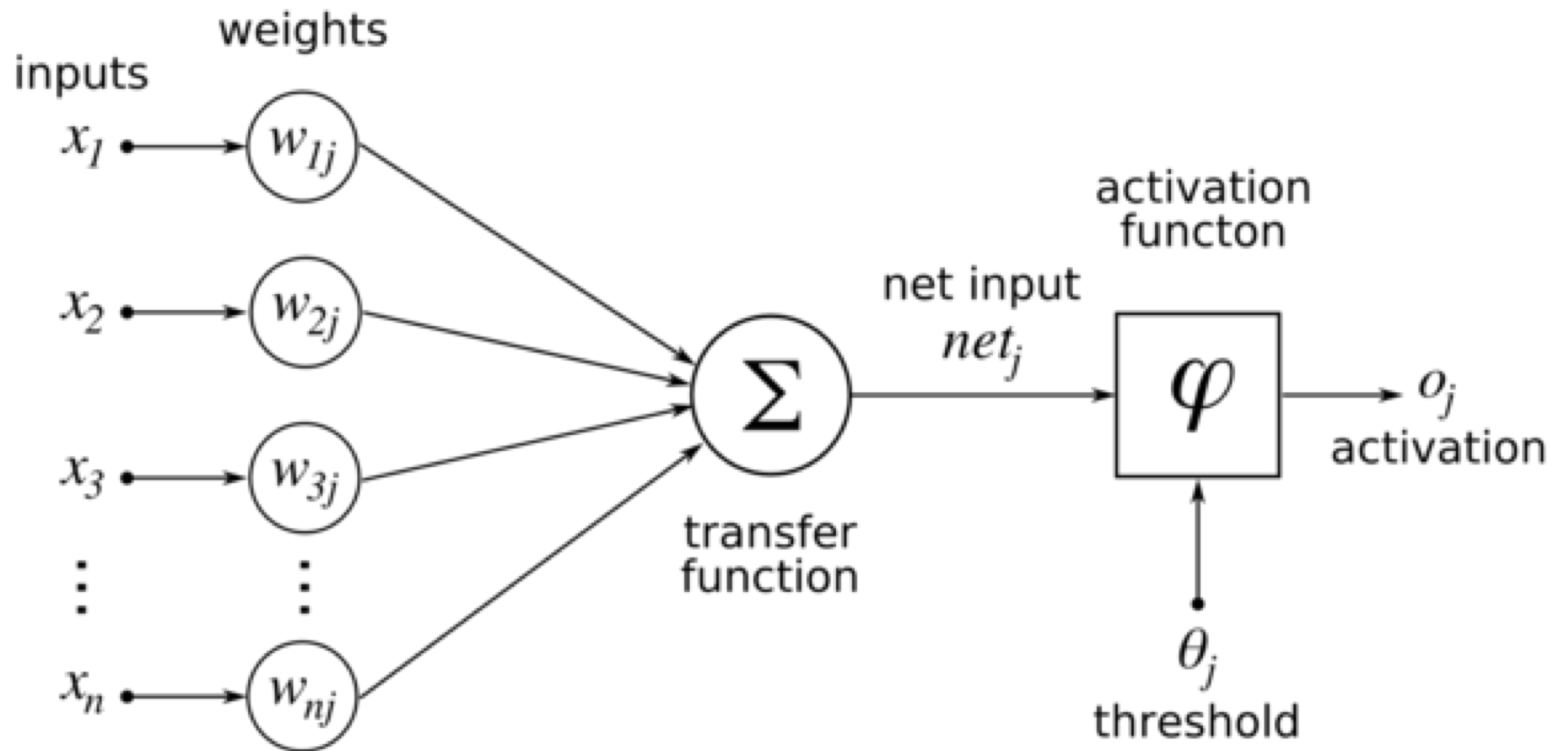 weights
inputs
x₁
w₁ⱼ
activation
functon
x₂
w₂ⱼ
net input
netⱼ
Σ
φ
oⱼ
activation
x₃
w₃ⱼ
transfer
function
⋮ ⋮
xₙ
wₙⱼ
θⱼ
threshold